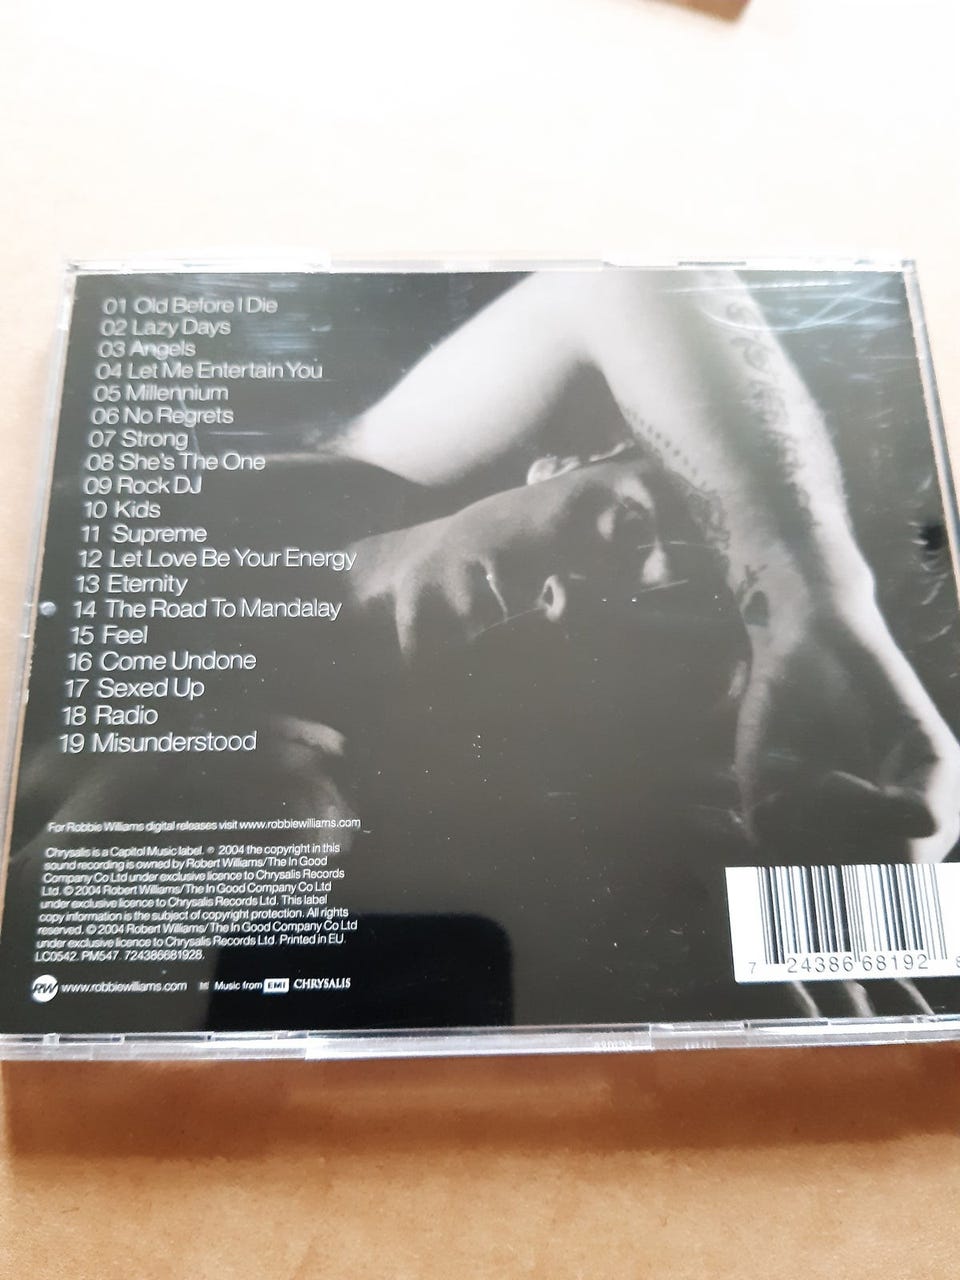 01 Old Before I Die
02 Lazy Days
03 Angels
04 Let Me Entertain You
05 Millennium
06 No Regrets
07 Strong
08 She's The One
09 Rock DJ
10 Kids
11 Supreme
12 Let Love Be Your Energy
13 Eternity
14 The Road To Mandalay
15 Feel
16 Come Undone
17 Sexed Up
18 Radio
19 Misunderstood
For Robbie Williams digital releases visit www.robbiewilliams.com
Chrysalis is a Capitol Music label. ℗ 2004 the copyright in this
sound recording is owned by Robert Williams/The In Good
Company Co Ltd under exclusive licence to Chrysalis Records
Ltd. © 2004 Robert Williams/The In Good Company Co Ltd
under exclusive licence to Chrysalis Records Ltd. This label
copy information is the subject of copyright protection. All rights
reserved. © 2004 Robert Williams/The In Good Company Co Ltd
under exclusive licence to Chrysalis Records Ltd. Printed in EU.
LC0542. PM547. 724386681928.
RW www.robbiewilliams.com Music from EMI CHRYSALIS
7 24386 68192 8